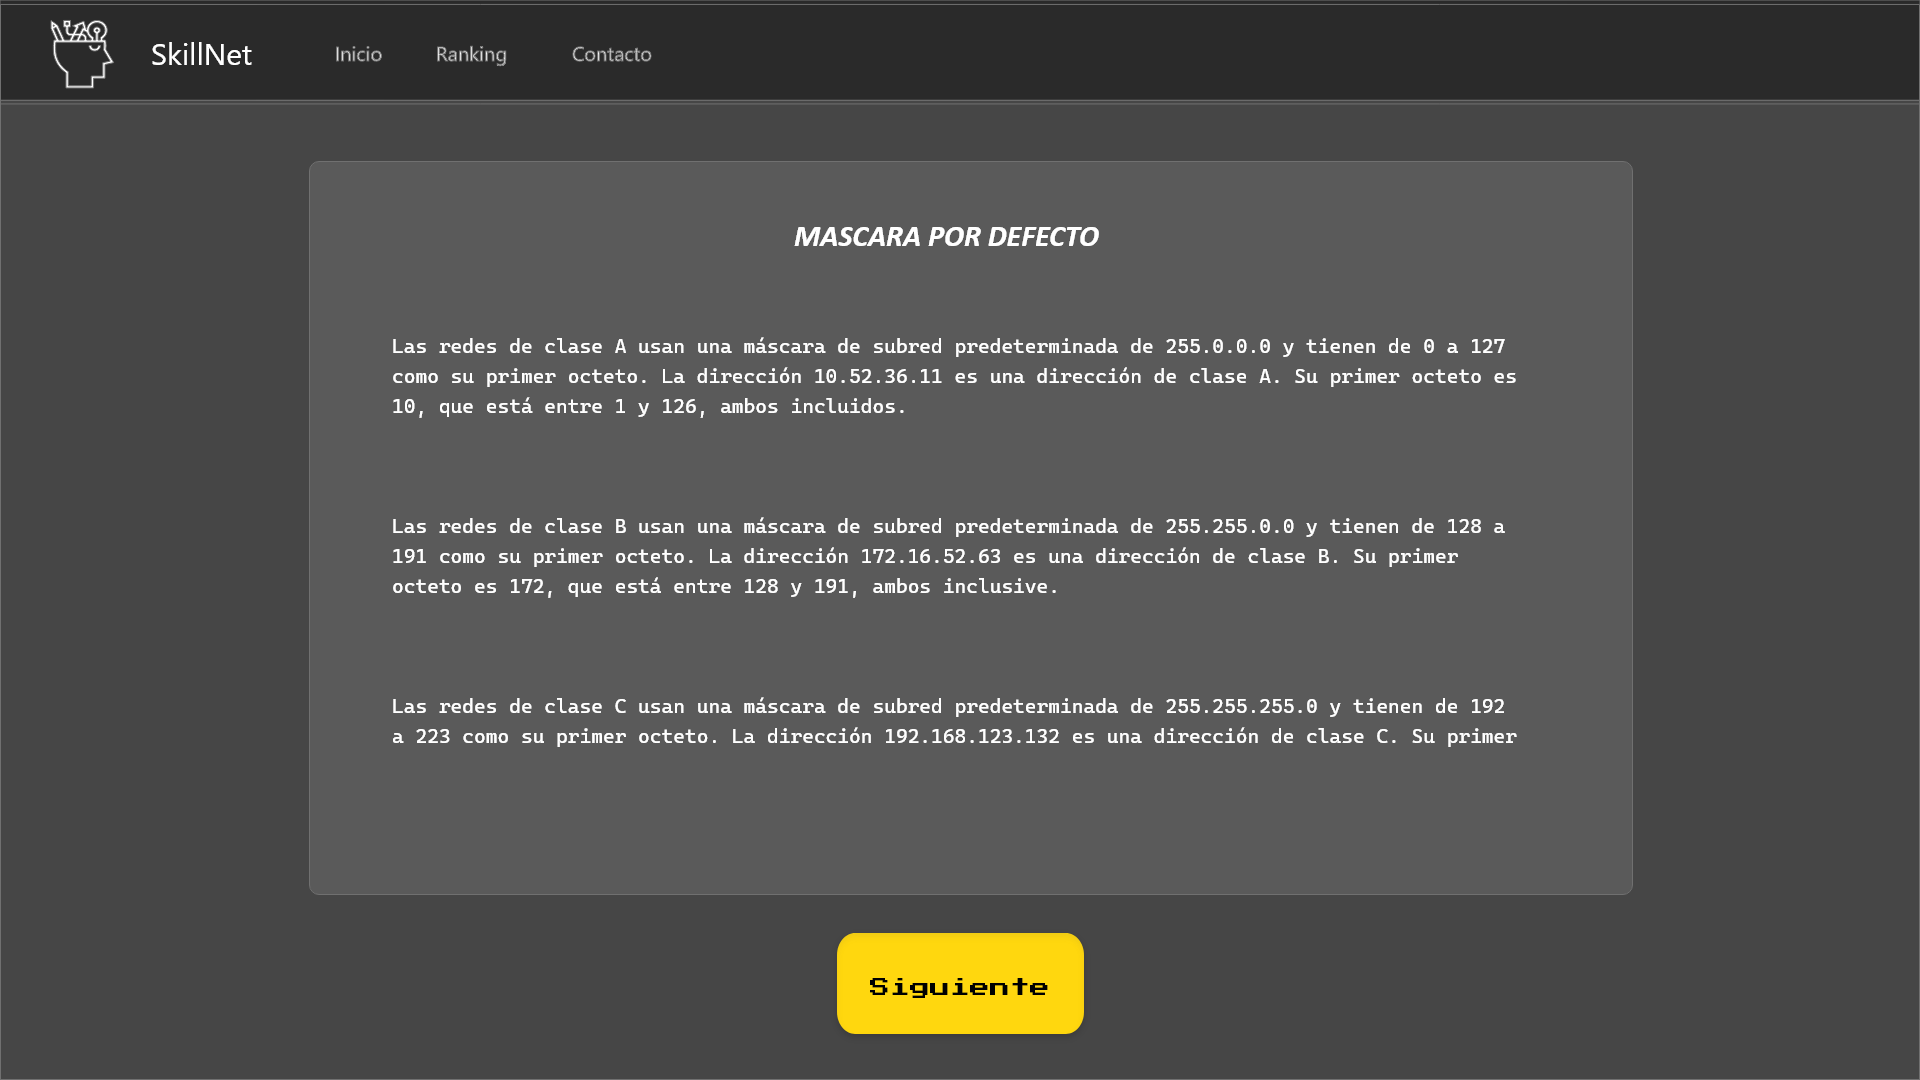 SkillNet
Inicio
Ranking
Contacto
MASCARA POR DEFECTO
Las redes de clase A usan una máscara de subred predeterminada de 255.0.0.0 y tienen de 0 a 127
como su primer octeto. La dirección 10.52.36.11 es una dirección de clase A. Su primer octeto es
10, que está entre 1 y 126, ambos incluidos.
Las redes de clase B usan una máscara de subred predeterminada de 255.255.0.0 y tienen de 128 a
191 como su primer octeto. La dirección 172.16.52.63 es una dirección de clase B. Su primer
octeto es 172, que está entre 128 y 191, ambos inclusive.
Las redes de clase C usan una máscara de subred predeterminada de 255.255.255.0 y tienen de 192
a 223 como su primer octeto. La dirección 192.168.123.132 es una dirección de clase C. Su primer
Siguiente